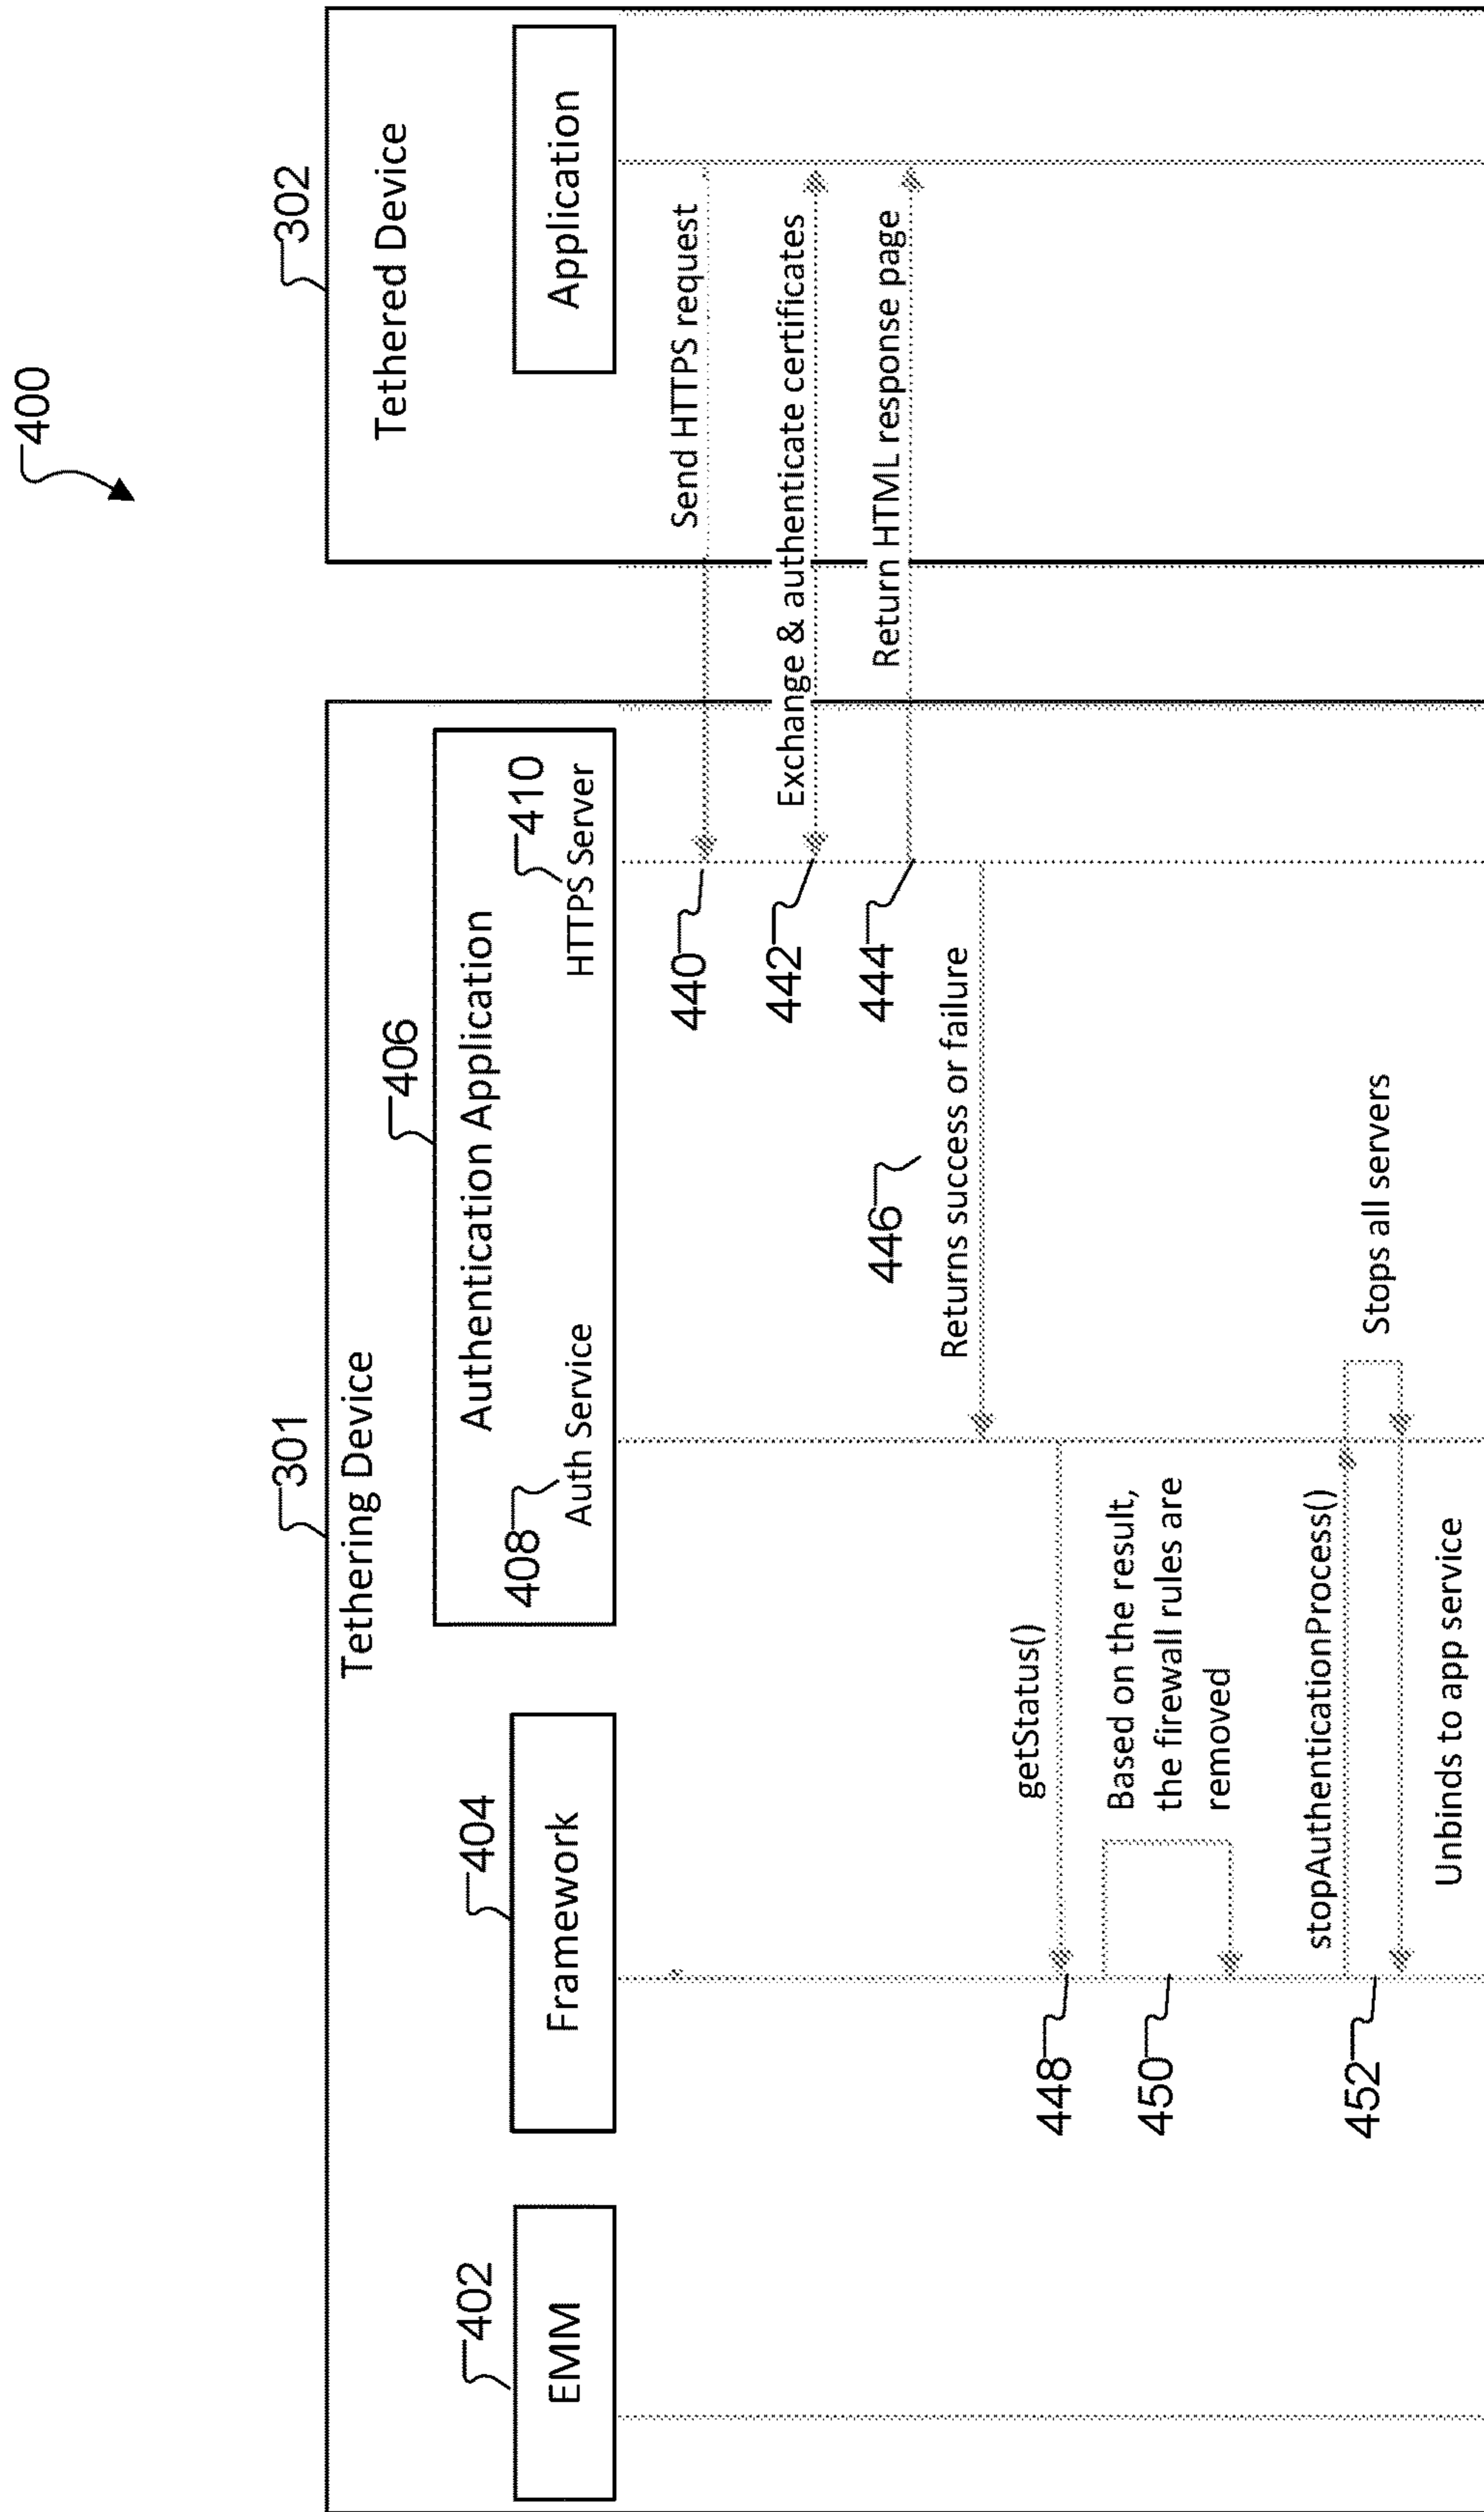 400
301
302
Tethering Device
Tethered Device
402
EMM
404
Framework
406
Authentication Application
408
Auth Service
410
HTTPS Server
Application
Send HTTPS request
440
Exchange & authenticate certificates
442
Return HTML response page
444
446
Returns success or failure
getStatus()
448
Based on the result,
the firewall rules are
removed
450
stopAuthenticationProcess()
Stops all servers
452
Unbinds to app service